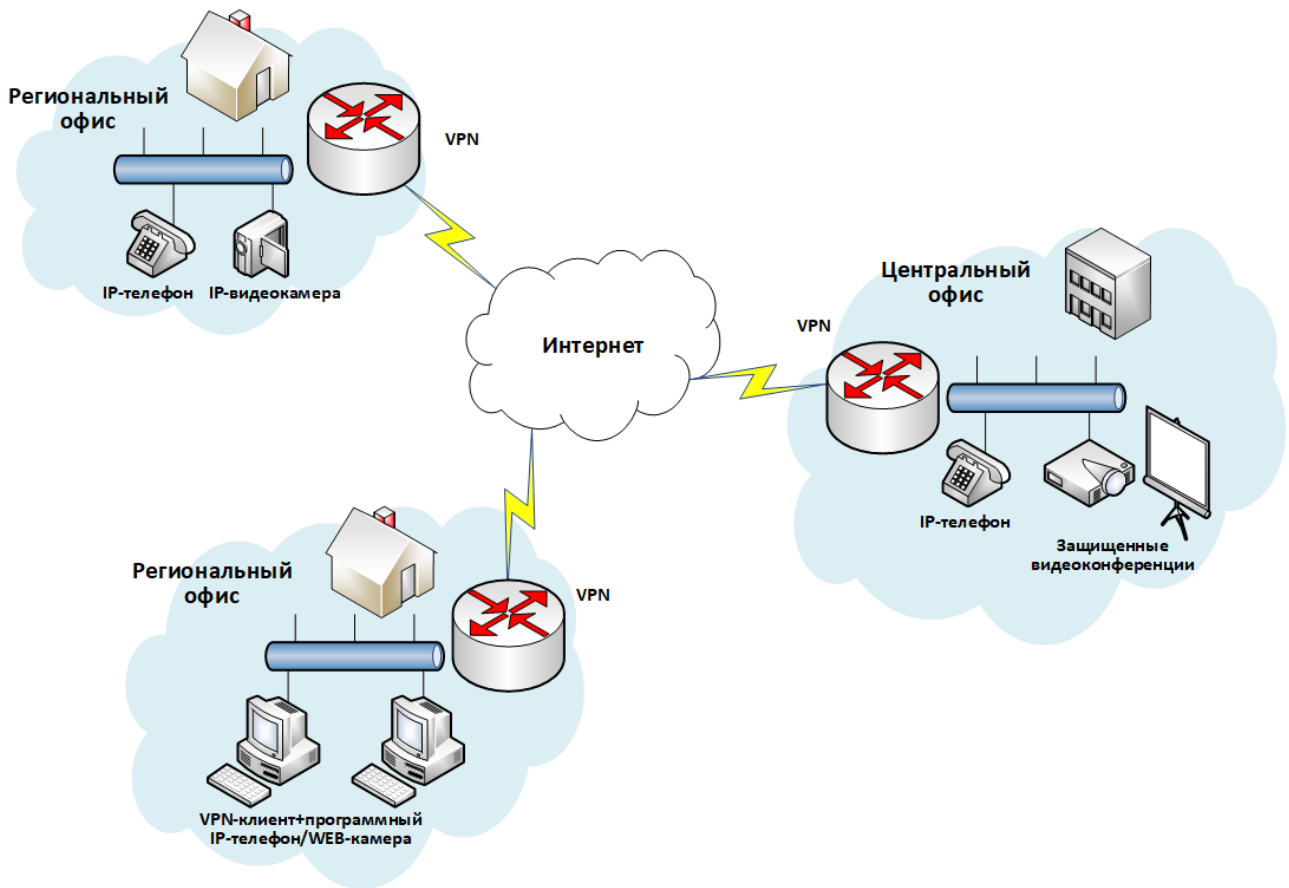 Региональный
офис
VPN
IP-телефон
IP-видеокамера
Интернет
Центральный
офис
VPN
IP-телефон
Защищенные
видеоконференции
Региональный
офис
VPN
VPN-клиент+программный
IP-телефон/WEB-камера